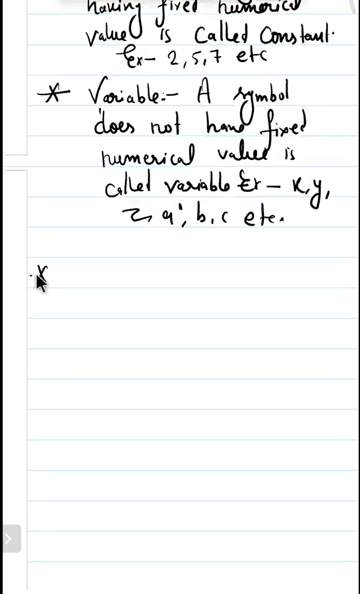 having fixed numerical
value is called Constant.
Ex- 2, 5, 7 etc
* Variable:- A symbol
does not have fixed
numerical value is
called variable Ex - x, y,
z, a, b, c etc.